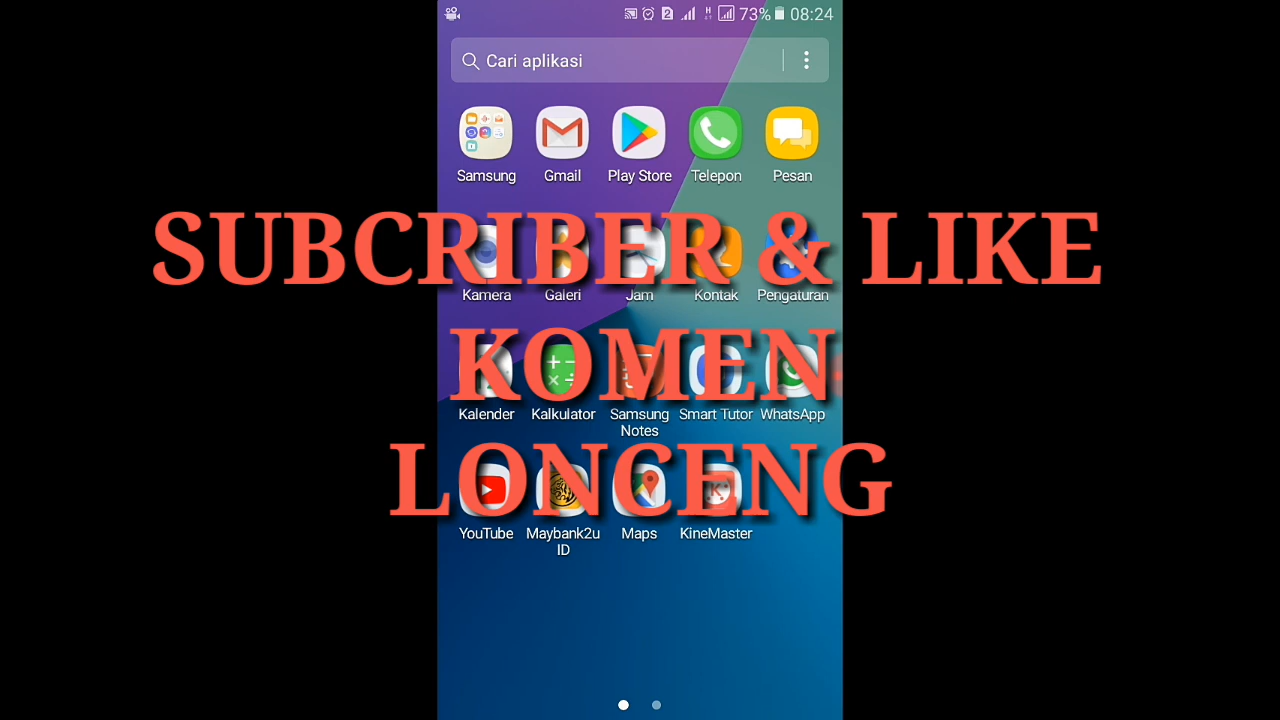 73% 08:24
Cari aplikasi
Samsung Gmail Play Store Telepon Pesan
SUBCRIBER & LIKE
Kamera Galeri Jam Kontak Pengaturan
KOMEN
Kalender Kalkulator Samsung Notes Smart Tutor WhatsApp
LONCENG
YouTube Maybank2u ID Maps KineMaster